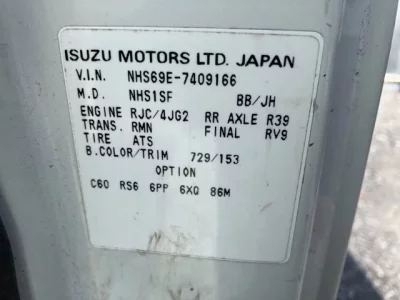 ISUZU MOTORS LTD. JAPAN
V.I.N. NHS69E-7409166
M.D. NHS1SF BB/JH
ENGINE RJC/4JG2 RR AXLE R39
TRANS. RMN FINAL RV9
TIRE ATS
B.COLOR/TRIM 729/153
OPTION
C60 RS6 6PP 6XQ 86M